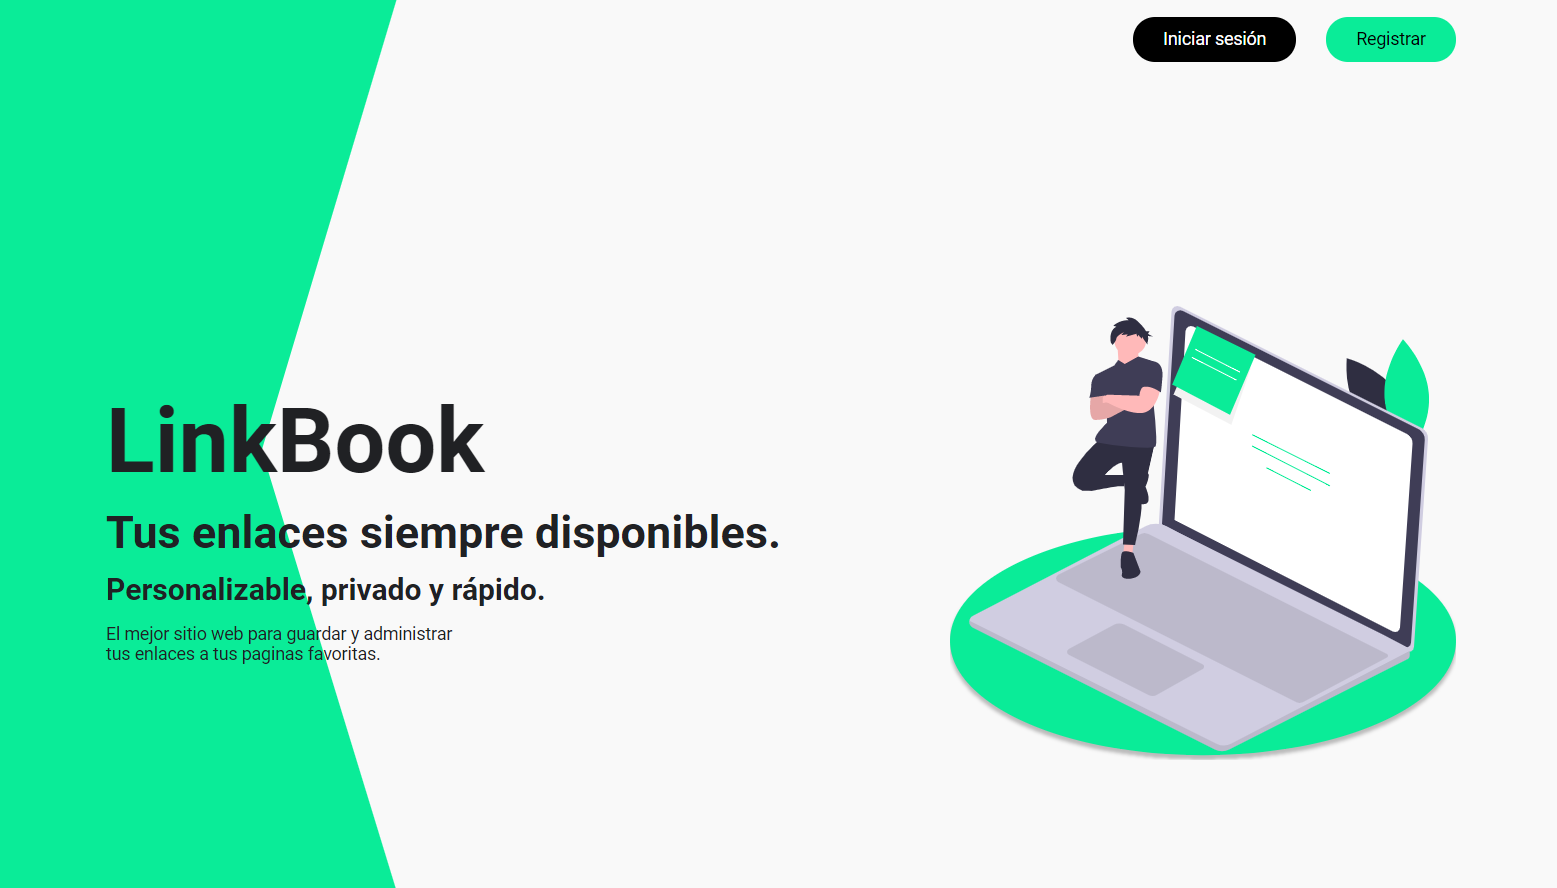 Iniciar sesión
Registrar
LinkBook
Tus enlaces siempre disponibles.
Personalizable, privado y rápido.
El mejor sitio web para guardar y administrar
tus enlaces a tus paginas favoritas.